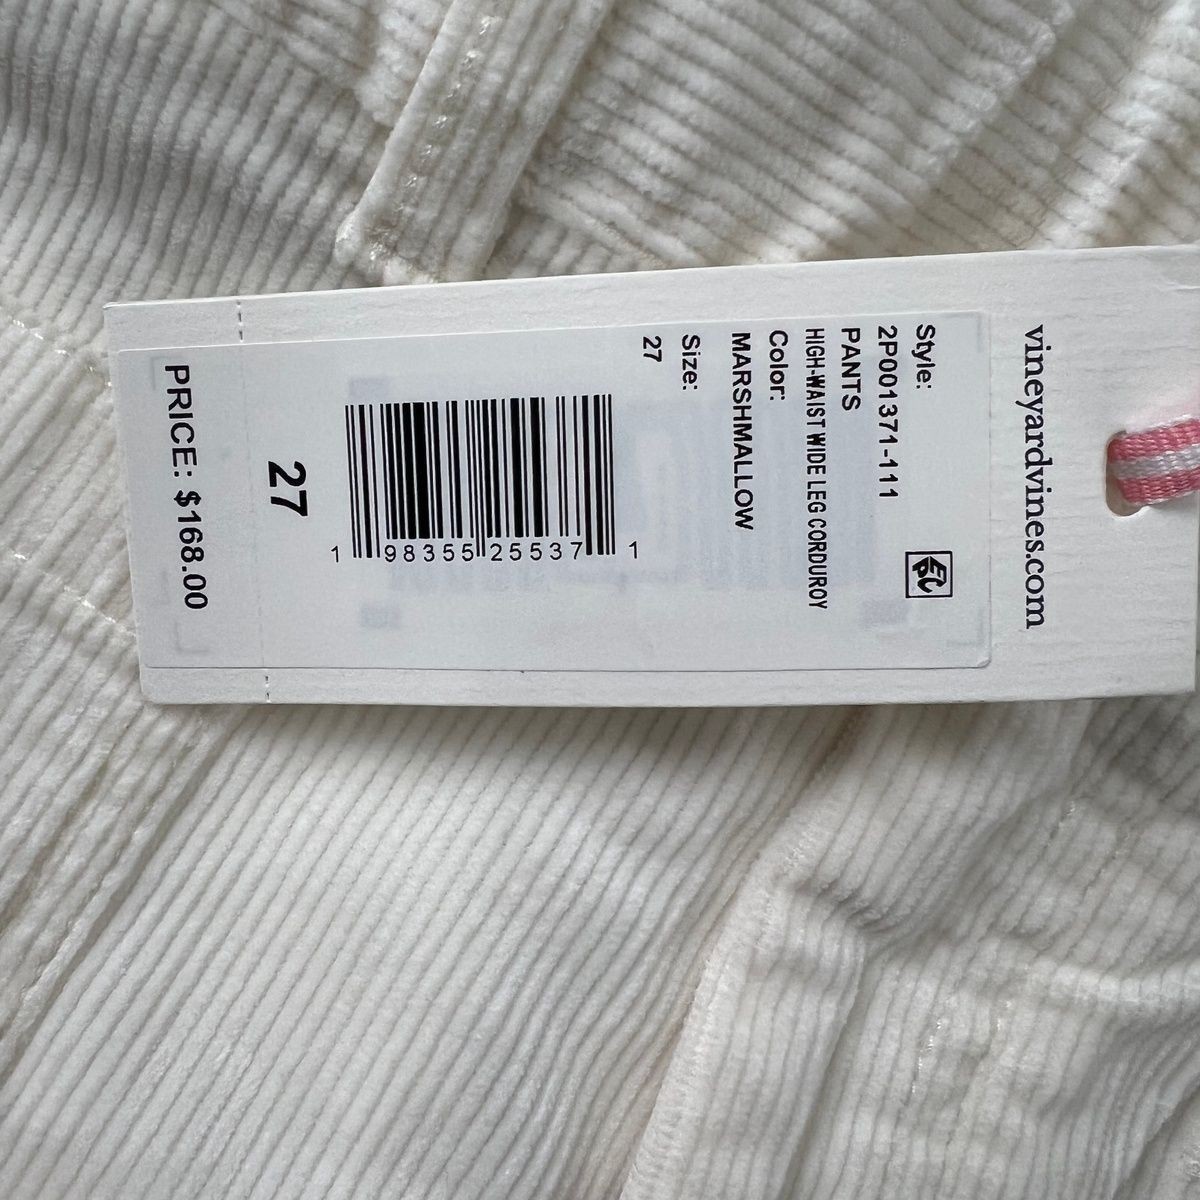 vineyardvines.com
EPC
Style:
2P001371-111
PANTS
HIGH-WAIST WIDE LEG CORDUROY
Color:
MARSHMALLOW
Size:
27
1 98355 25537 1
27
PRICE: $168.00